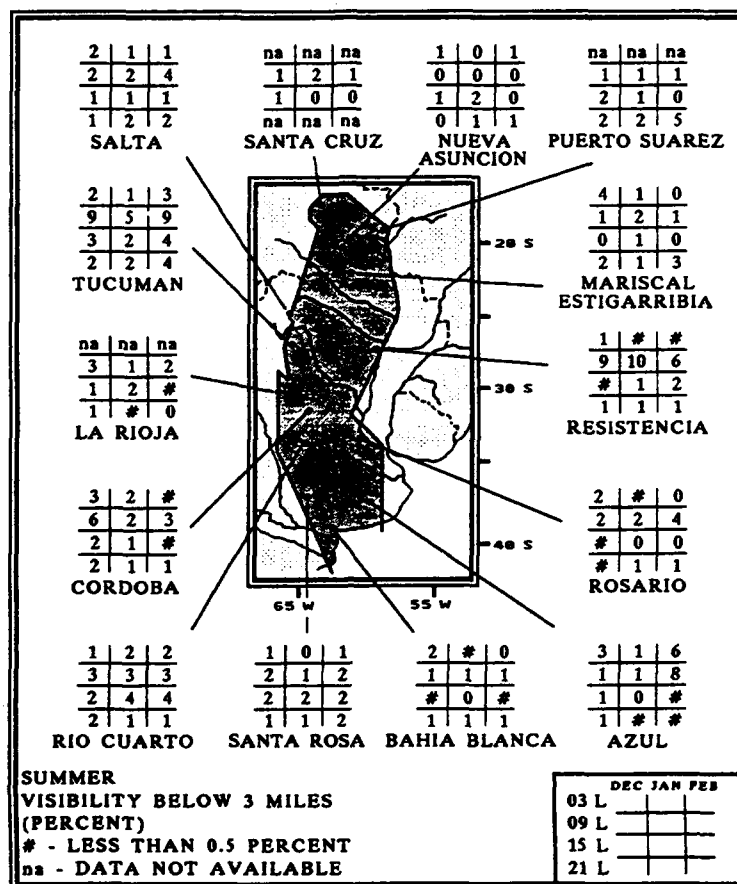 2 1 1
2 2 4
1 1 1
1 2 2
SALTA
na na na
1 2 1
1 0 0
na na na
SANTA CRUZ
1 0 1
0 0 0
1 2 0
0 1 1
NUEVA
ASUNCION
na na na
1 1 1
2 1 0
2 2 5
PUERTO SUAREZ
2 1 3
9 5 9
3 2 4
2 2 4
TUCUMAN
4 1 0
1 2 1
0 1 0
2 1 3
MARISCAL
ESTIGARRIBIA
20 S
30 S
40 S
65 W
55 W
na na na
3 1 2
1 2 #
1 # 0
LA RIOJA
1 # #
9 10 6
# 1 2
1 1 1
RESISTENCIA
3 2 #
6 2 3
2 1 #
2 1 1
CORDOBA
2 # 0
2 2 4
# 0 0
# 1 1
ROSARIO
1 2 2
3 3 3
2 4 4
2 1 1
RIO CUARTO
1 0 1
2 1 2
2 2 2
1 1 2
SANTA ROSA
2 # 0
1 1 1
# 0 #
1 1 1
BAHIA BLANCA
3 1 6
1 1 8
1 0 #
1 # #
AZUL
SUMMER
VISIBILITY BELOW 3 MILES
(PERCENT)
# - LESS THAN 0.5 PERCENT
na - DATA NOT AVAILABLE
DEC JAN FEB
03 L
09 L
15 L
21 L